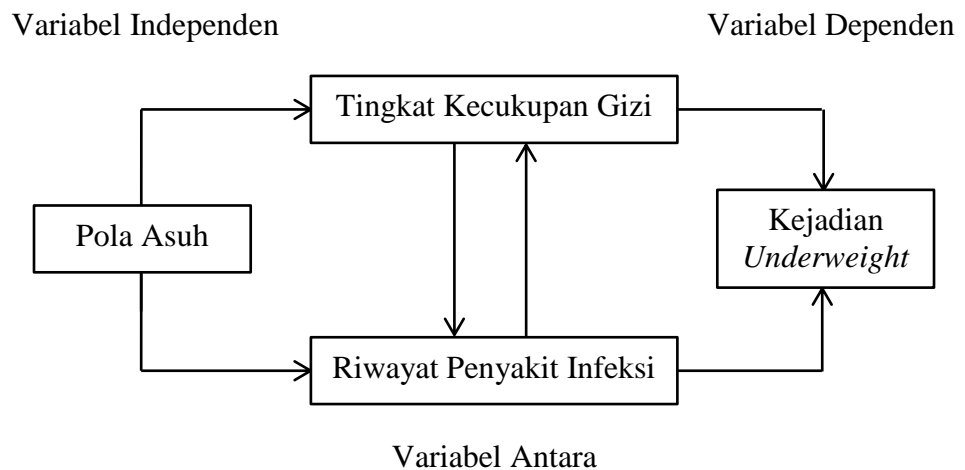 Variabel Independen
Variabel Dependen
Tingkat Kecukupan Gizi
Pola Asuh
Kejadian
Underweight
Riwayat Penyakit Infeksi
Variabel Antara